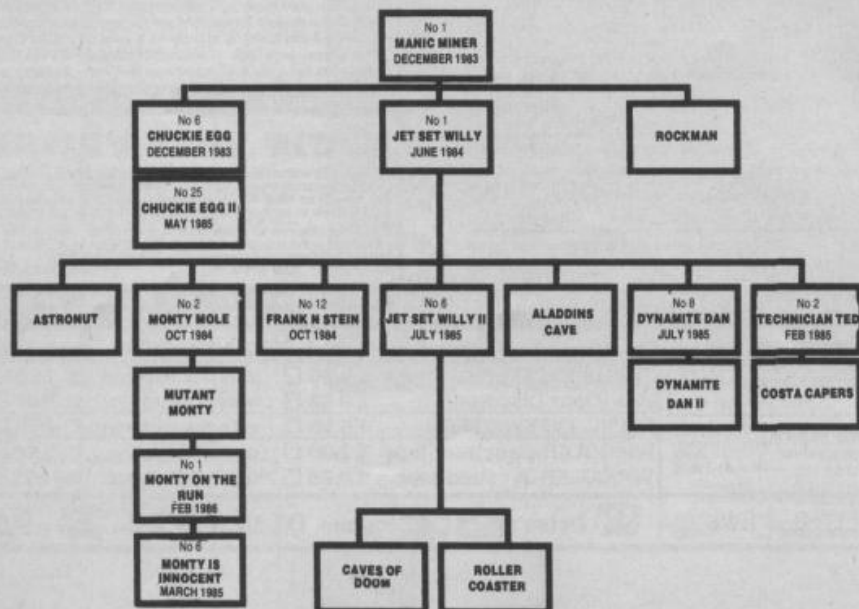 No 1
MANIC MINER
DECEMBER 1983
No 6
CHUCKIE EGG
DECEMBER 1983
No 1
JET SET WILLY
JUNE 1984
ROCKMAN
No 25
CHUCKIE EGG II
MAY 1985
ASTRONUT
No 2
MONTY MOLE
OCT 1984
No 12
FRANK N STEIN
OCT 1984
No 6
JET SET WILLY II
JULY 1985
ALADDINS
CAVE
No 8
DYNAMITE DAN
JULY 1985
No 2
TECHNICIAN TED
FEB 1985
MUTANT
MONTY
DYNAMITE
DAN II
COSTA CAPERS
No 1
MONTY ON THE
RUN
FEB 1986
No 6
MONTY IS
INNOCENT
MARCH 1985
CAVES OF
DOOM
ROLLER
COASTER